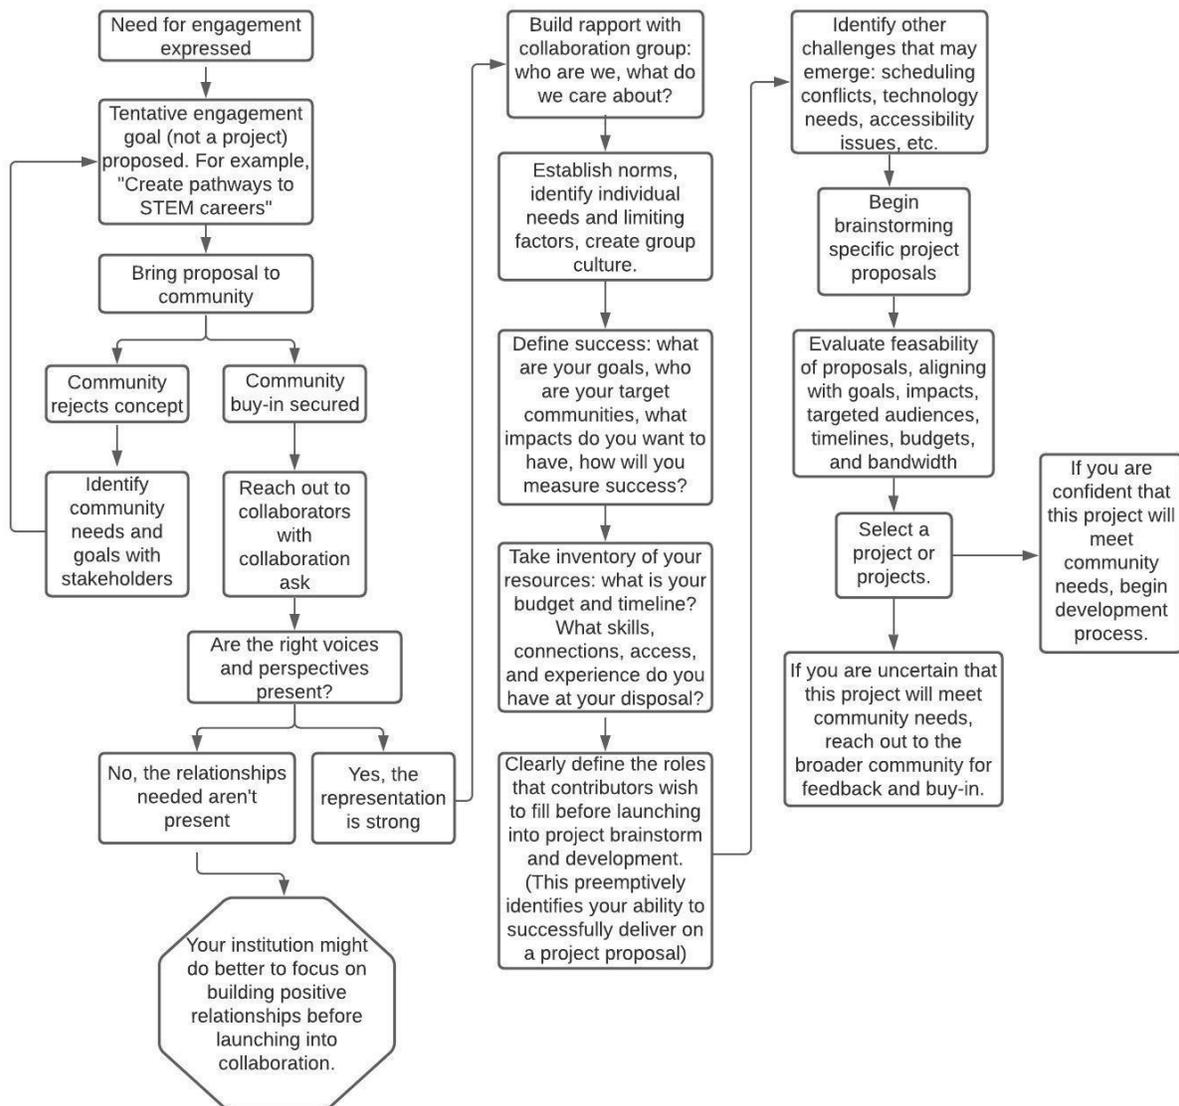 Need for engagement
expressed
Tentative engagement
goal (not a project)
proposed. For example,
"Create pathways to
STEM careers"
Bring proposal to
community
Community
rejects concept
Community
buy-in secured
Identify
community
needs and
goals with
stakeholders
Reach out to
collaborators
with
collaboration
ask
Are the right voices
and perspectives
present?
No, the relationships
needed aren't
present
Yes, the
representation
is strong
Your institution might
do better to focus on
building positive
relationships before
launching into
collaboration.
Build rapport with
collaboration group:
who are we, what do
we care about?
Establish norms,
identify individual
needs and limiting
factors, create group
culture.
Define success: what
are your goals, who
are your target
communities, what
impacts do you want to
have, how will you
measure success?
Take inventory of your
resources: what is your
budget and timeline?
What skills,
connections, access,
and experience do you
have at your disposal?
Clearly define the roles
that contributors wish
to fill before launching
into project brainstorm
and development.
(This preemptively
identifies your ability to
successfully deliver on
a project proposal)
Identify other
challenges that may
emerge: scheduling
conflicts, technology
needs, accessibility
issues, etc.
Begin
brainstorming
specific project
proposals
Evaluate feasability
of proposals, aligning
with goals, impacts,
targeted audiences,
timelines, budgets,
and bandwidth
Select a
project or
projects.
If you are
confident that
this project will
meet
community
needs, begin
development
process.
If you are uncertain that
this project will meet
community needs,
reach out to the
broader community for
feedback and buy-in.